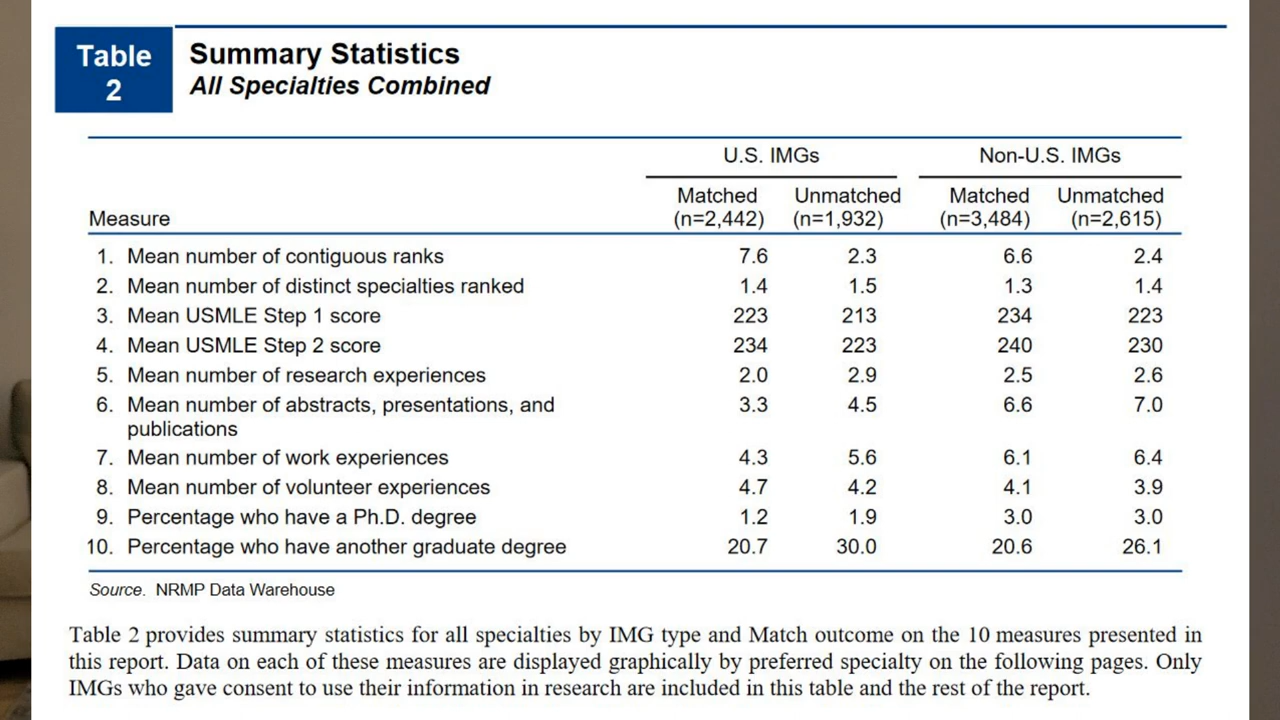 Table
2
Summary Statistics
All Specialties Combined
U.S. IMGs Non-U.S. IMGs
Matched Unmatched Matched Unmatched
Measure (n=2,442) (n=1,932) (n=3,484) (n=2,615)
1. Mean number of contiguous ranks 7.6 2.3 6.6 2.4
2. Mean number of distinct specialties ranked 1.4 1.5 1.3 1.4
3. Mean USMLE Step 1 score 223 213 234 223
4. Mean USMLE Step 2 score 234 223 240 230
5. Mean number of research experiences 2.0 2.9 2.5 2.6
6. Mean number of abstracts, presentations, and 3.3 4.5 6.6 7.0
publications
7. Mean number of work experiences 4.3 5.6 6.1 6.4
8. Mean number of volunteer experiences 4.7 4.2 4.1 3.9
9. Percentage who have a Ph.D. degree 1.2 1.9 3.0 3.0
10. Percentage who have another graduate degree 20.7 30.0 20.6 26.1
Source. NRMP Data Warehouse
Table 2 provides summary statistics for all specialties by IMG type and Match outcome on the 10 measures presented in
this report. Data on each of these measures are displayed graphically by preferred specialty on the following pages. Only
IMGs who gave consent to use their information in research are included in this table and the rest of the report.